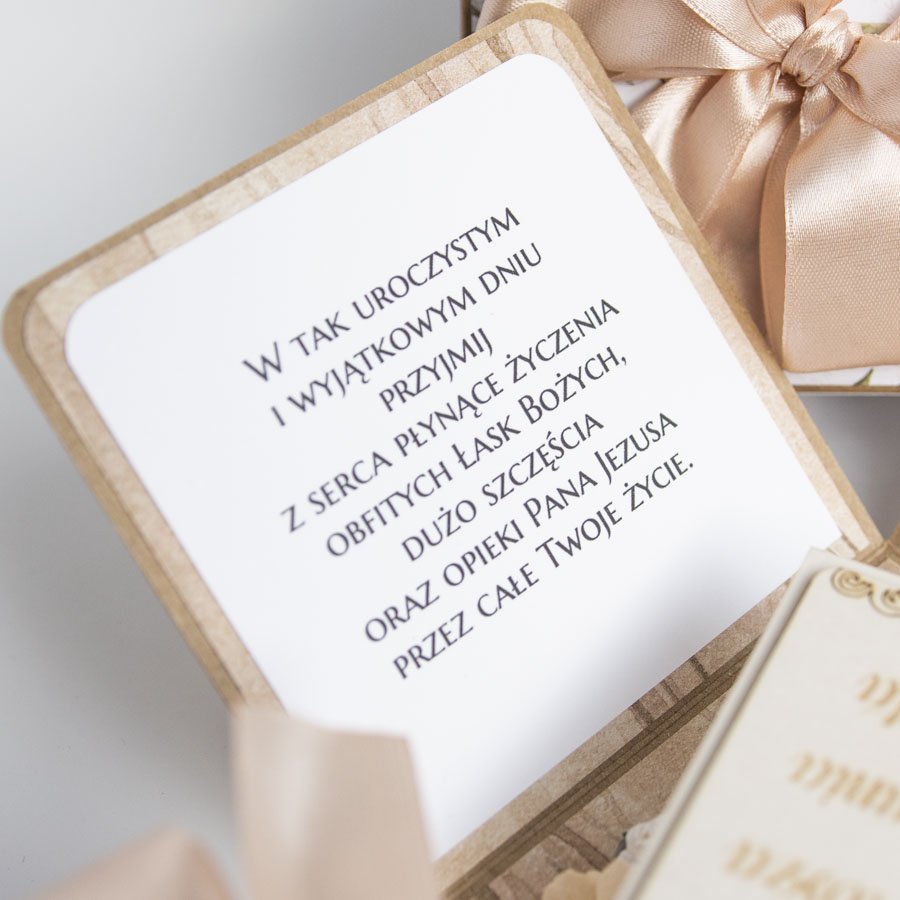 W tak uroczystym
i wyjątkowym dniu
przyjmij
z serca płynące życzenia
obfitych Łask Bożych,
dużo szczęścia
oraz opieki Pana Jezusa
przez całe Twoje życie.